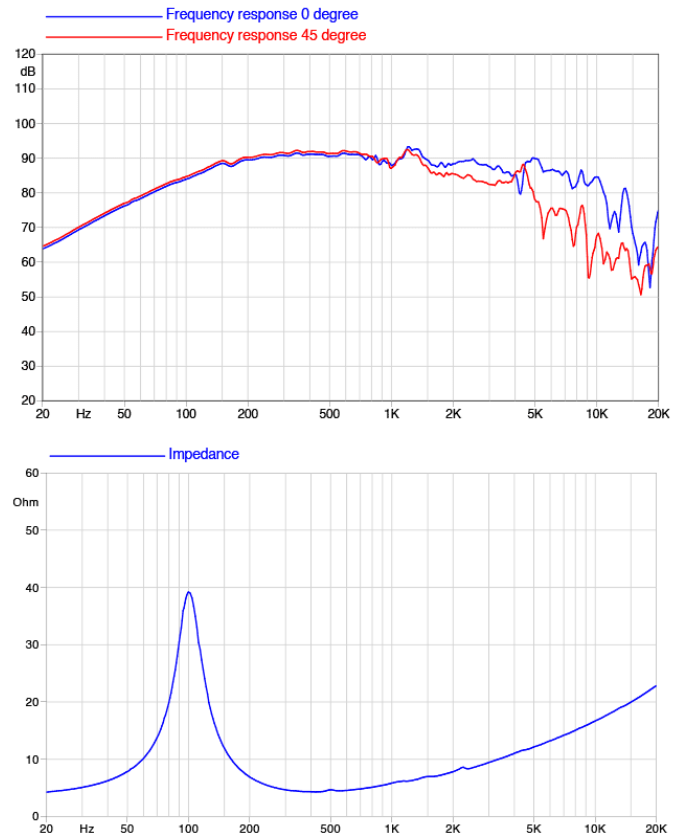 Frequency response 0 degree
Frequency response 45 degree
120
dB
110
100
90
80
70
60
50
40
30
20
20 Hz 50 100 200 500 1K 2K 5K 10K 20K
Impedance
60
Ohm
50
40
30
20
10
0
20 Hz 50 100 200 500 1K 2K 5K 10K 20K